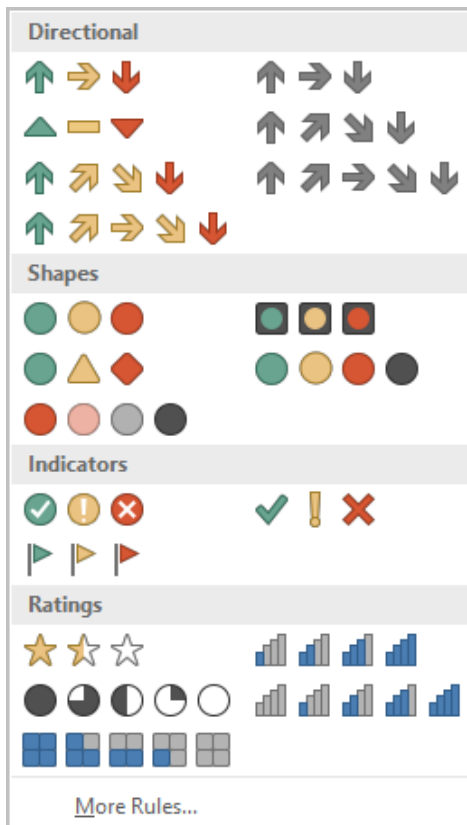 Directional
Shapes
Indicators
Ratings
More Rules...